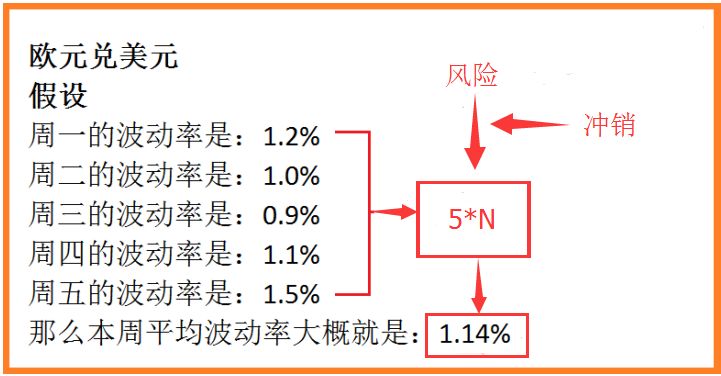 欧元兑美元
假设
风险
冲销
周一的波动率是：1.2%
周二的波动率是：1.0%
周三的波动率是：0.9%
周四的波动率是：1.1%
周五的波动率是：1.5%
5*N
那么本周平均波动率大概就是：1.14%